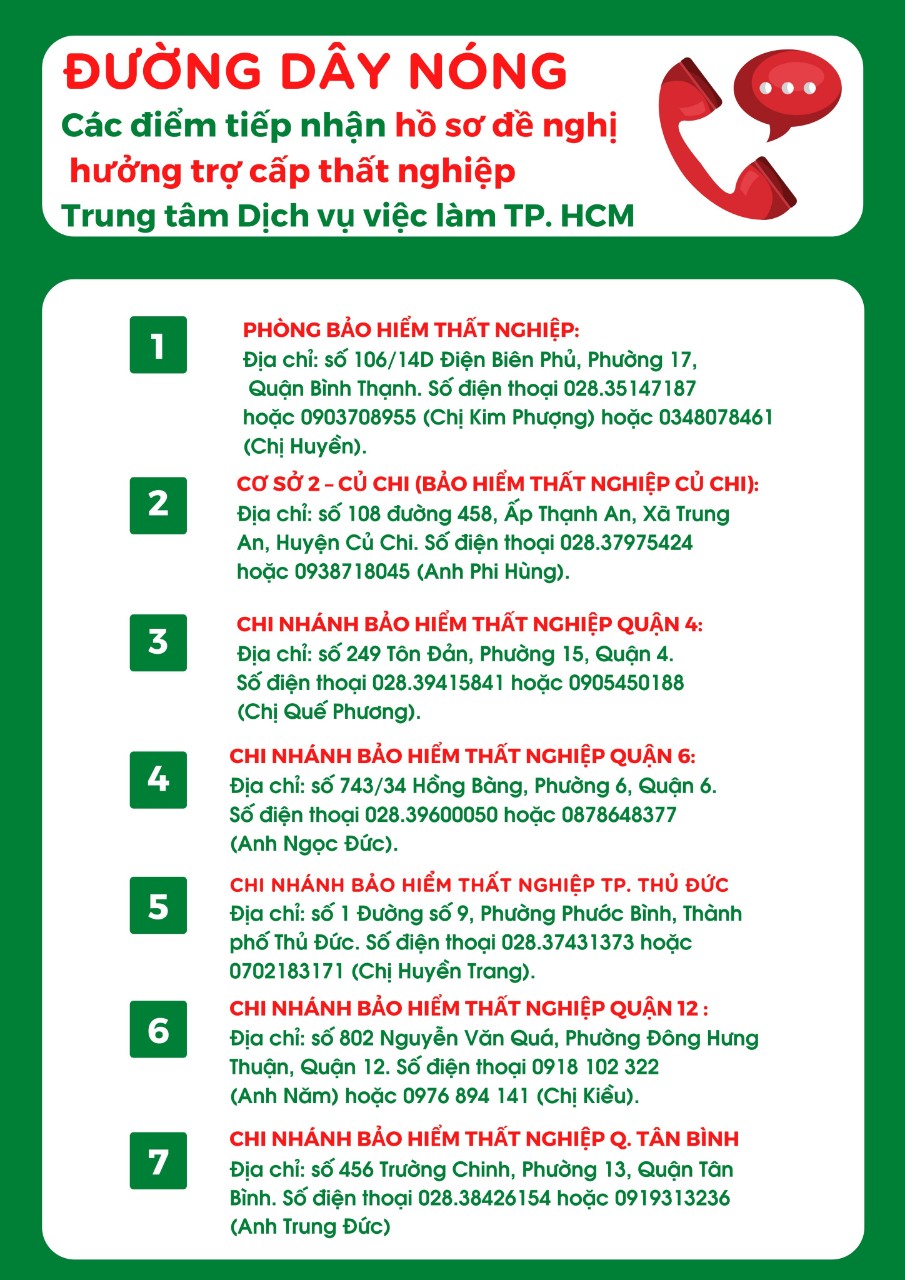 ĐƯỜNG DÂY NÓNG
Các điểm tiếp nhận hồ sơ đề nghị
hưởng trợ cấp thất nghiệp
Trung tâm Dịch vụ việc làm TP. HCM
1
PHÒNG BẢO HIỂM THẤT NGHIỆP:
Địa chỉ: số 106/14D Điện Biên Phủ, Phường 17,
Quận Bình Thạnh. Số điện thoại 028.35147187
hoặc 0903708955 (Chị Kim Phượng) hoặc 0348078461
(Chị Huyền).
2
CƠ SỞ 2 – CỦ CHI (BẢO HIỂM THẤT NGHIỆP CỦ CHI):
Địa chỉ: số 108 đường 458, Ấp Thạnh An, Xã Trung
An, Huyện Củ Chi. Số điện thoại 028.37975424
hoặc 0938718045 (Anh Phi Hùng).
3
CHI NHÁNH BẢO HIỂM THẤT NGHIỆP QUẬN 4:
Địa chỉ: số 249 Tôn Đản, Phường 15, Quận 4.
Số điện thoại 028.39415841 hoặc 0905450188
(Chị Quế Phương).
4
CHI NHÁNH BẢO HIỂM THẤT NGHIỆP QUẬN 6:
Địa chỉ: số 743/34 Hồng Bàng, Phường 6, Quận 6.
Số điện thoại 028.39600050 hoặc 0878648377
(Anh Ngọc Đức).
5
CHI NHÁNH BẢO HIỂM THẤT NGHIỆP TP. THỦ ĐỨC
Địa chỉ: số 1 Đường số 9, Phường Phước Bình, Thành
phố Thủ Đức. Số điện thoại 028.37431373 hoặc
0702183171 (Chị Huyền Trang).
6
CHI NHÁNH BẢO HIỂM THẤT NGHIỆP QUẬN 12 :
Địa chỉ: số 802 Nguyễn Văn Quá, Phường Đông Hưng
Thuận, Quận 12. Số điện thoại 0918 102 322
(Anh Năm) hoặc 0976 894 141 (Chị Kiều).
7
CHI NHÁNH BẢO HIỂM THẤT NGHIỆP Q. TÂN BÌNH
Địa chỉ: số 456 Trường Chinh, Phường 13, Quận Tân
Bình. Số điện thoại 028.38426154 hoặc 0919313236
(Anh Trung Đức)